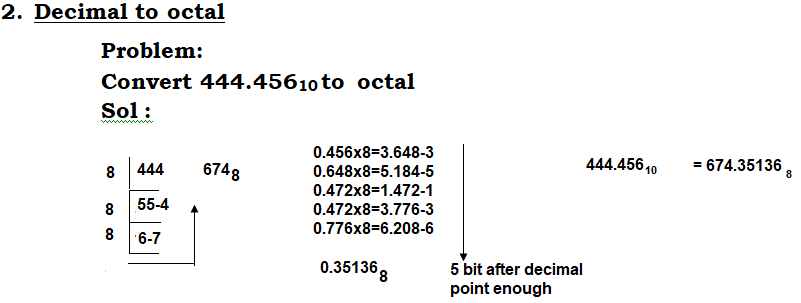 2. Decimal to octal
Problem:
Convert 444.456₁₀ to octal
Sol :
8 444 674₈
8 55-4
8 6-7
0.456x8=3.648-3
0.648x8=5.184-5
0.472x8=1.472-1
0.472x8=3.776-3
0.776x8=6.208-6
0.35136₈
5 bit after decimal
point enough
444.456₁₀ = 674.35136₈